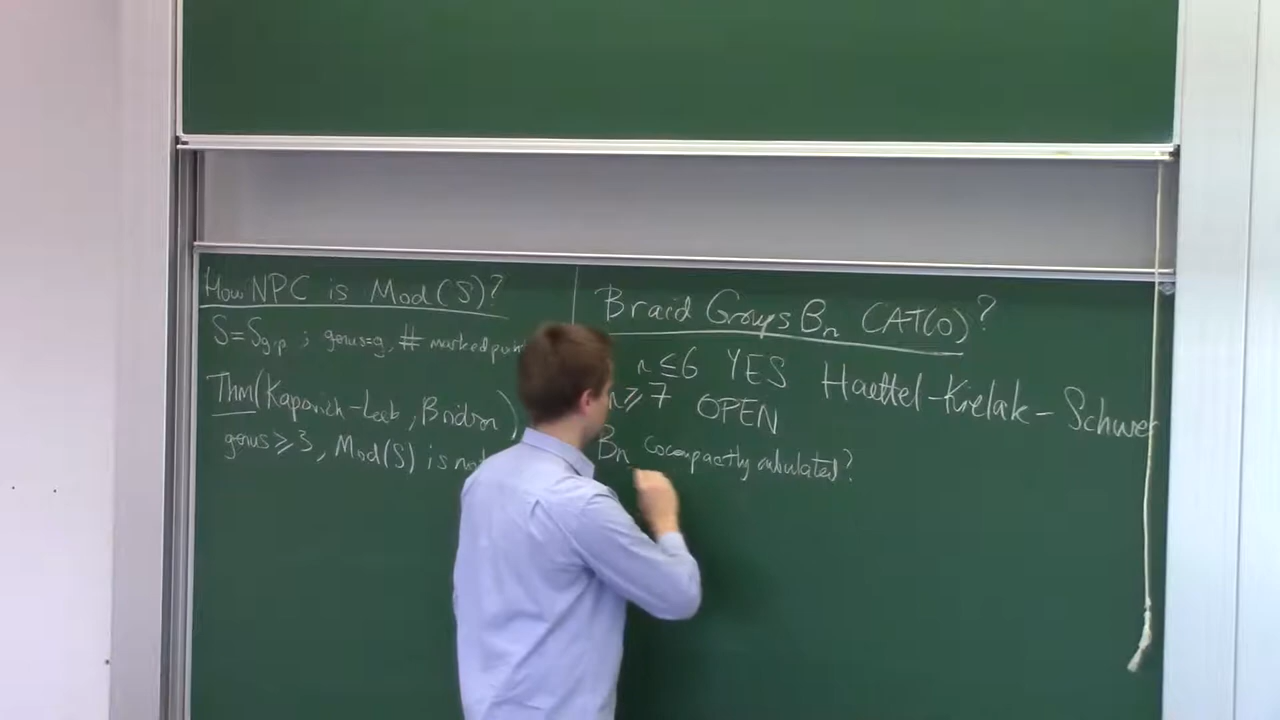 How NPC is Mod(S)?
S=S_{g,p} ; genus=g, # marked
Thm (Kapovich-Leeb, Bridson)
genus ≥ 3, Mod(S) is not
Braid Groups Bn CAT(0)?
n ≤ 6 YES Haettel-Kielak-Schwer
n ≥ 7 OPEN
Bn cocompactly cubulated?